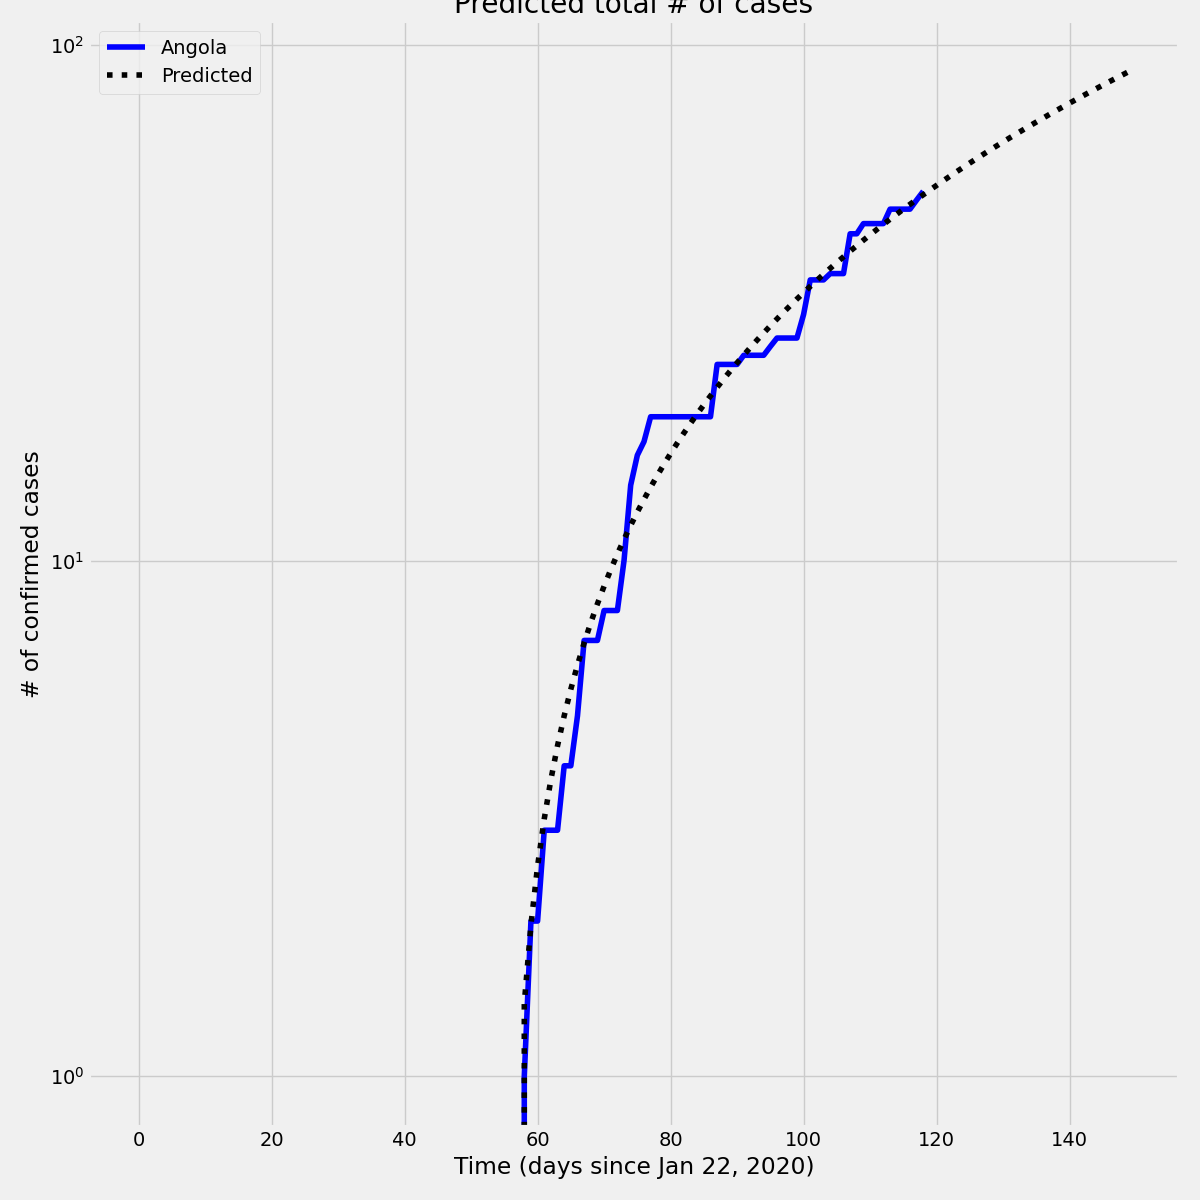 Predicted total # of cases
Angola
Predicted
10²
10¹
10⁰
# of confirmed cases
0 20 40 60 80 100 120 140
Time (days since Jan 22, 2020)